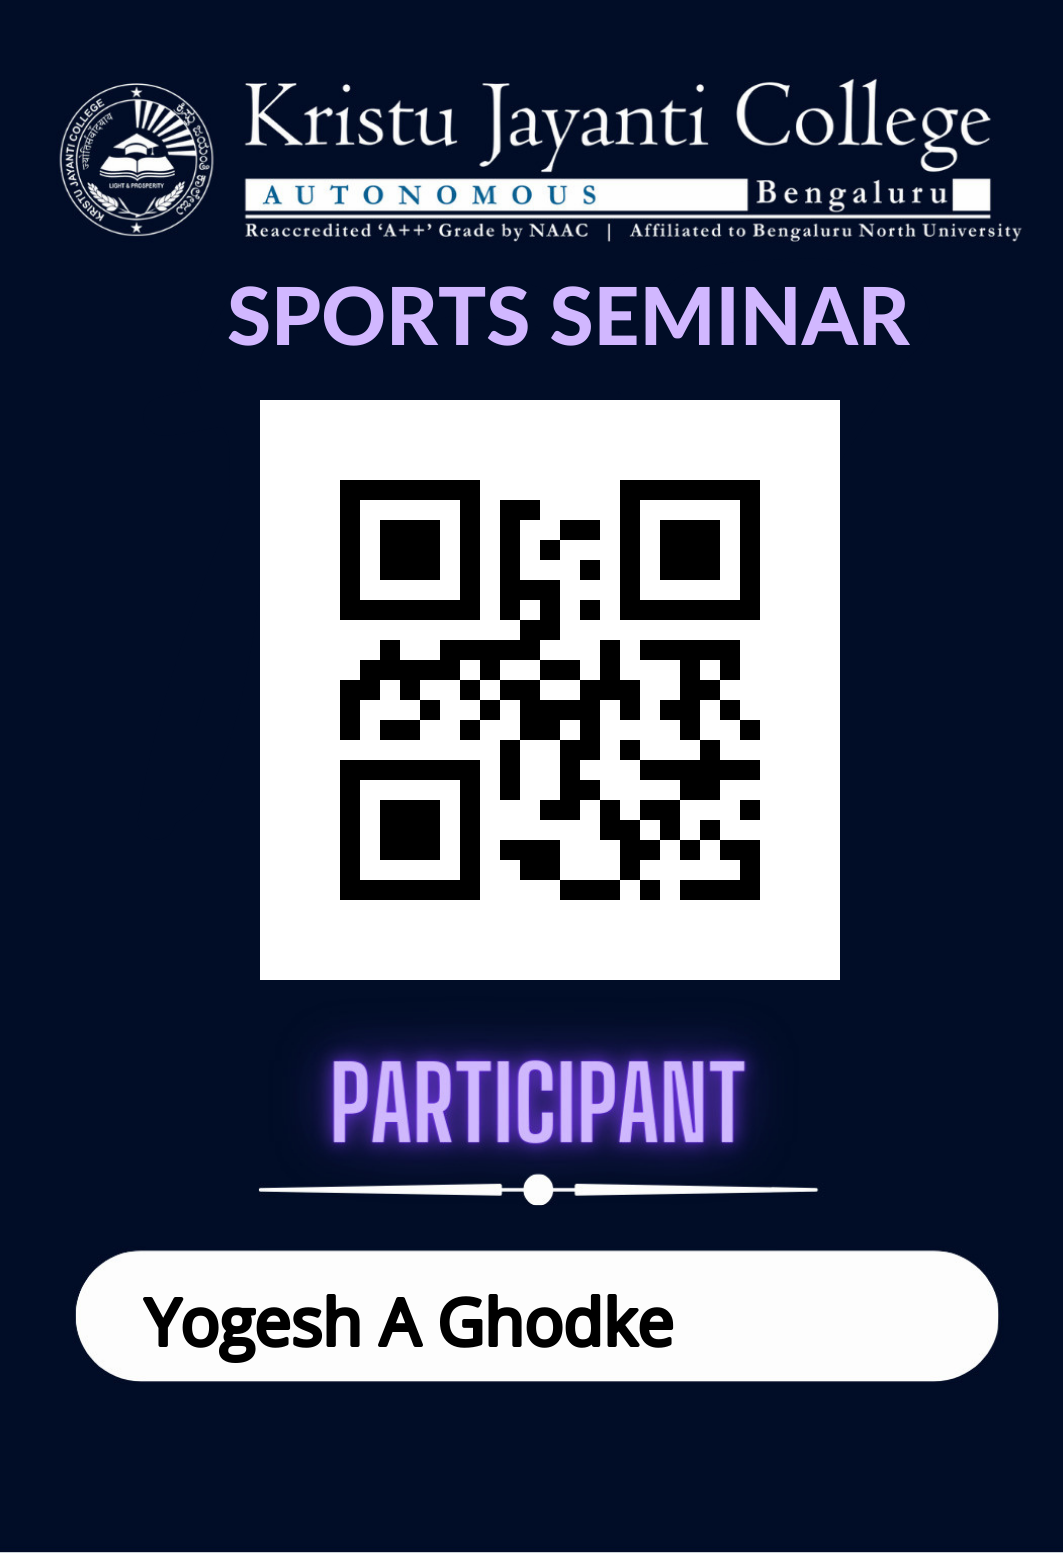 KRISTU JAYANTI COLLEGE
LIGHT & PROSPERITY
Kristu Jayanti College
AUTONOMOUS Bengaluru
Reaccredited ‘A++’ Grade by NAAC | Affiliated to Bengaluru North University
SPORTS SEMINAR
PARTICIPANT
Yogesh A Ghodke